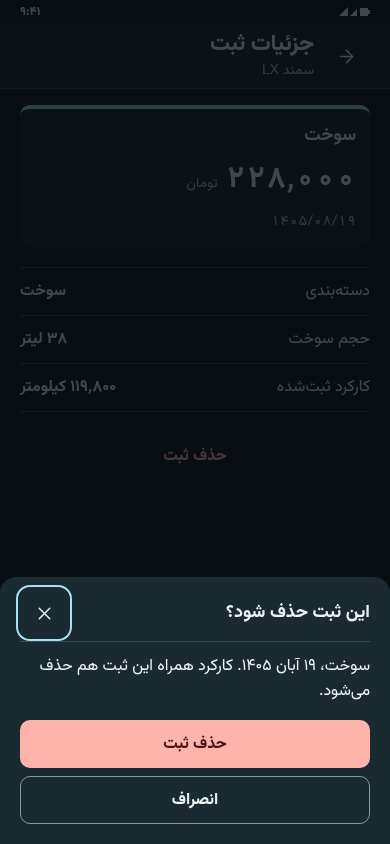 ۹:۴۱
جزئیات ثبت
سمند LX
سوخت
۲۲۸,۰۰۰ تومان
۱۴۰۵/۰۸/۱۹
دسته‌بندی سوخت
حجم سوخت ۳۸ لیتر
کارکرد ثبت‌شده ۱۱۹,۸۰۰ کیلومتر
حذف ثبت
این ثبت حذف شود؟
سوخت، ۱۹ آبان ۱۴۰۵. کارکرد همراه این ثبت هم حذف
می‌شود.
حذف ثبت
انصراف